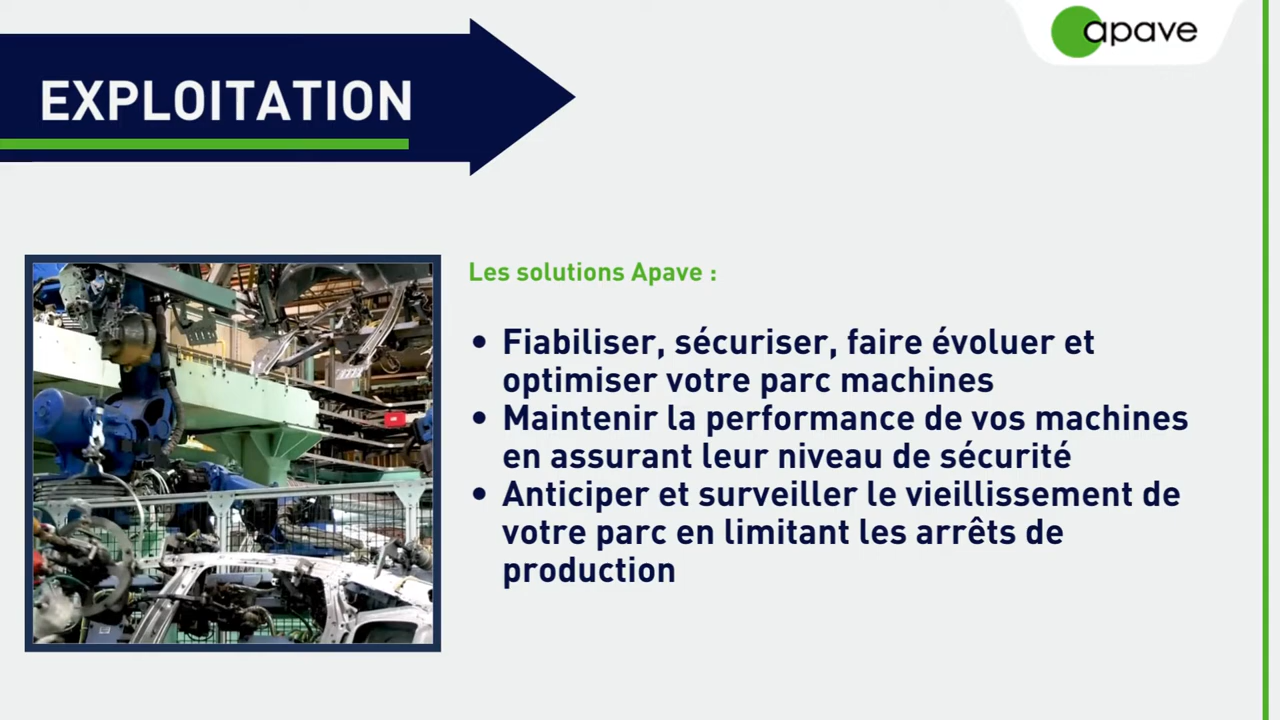 apave
EXPLOITATION
Les solutions Apave :
• Fiabiliser, sécuriser, faire évoluer et
optimiser votre parc machines
• Maintenir la performance de vos machines
en assurant leur niveau de sécurité
• Anticiper et surveiller le vieillissement de
votre parc en limitant les arrêts de
production